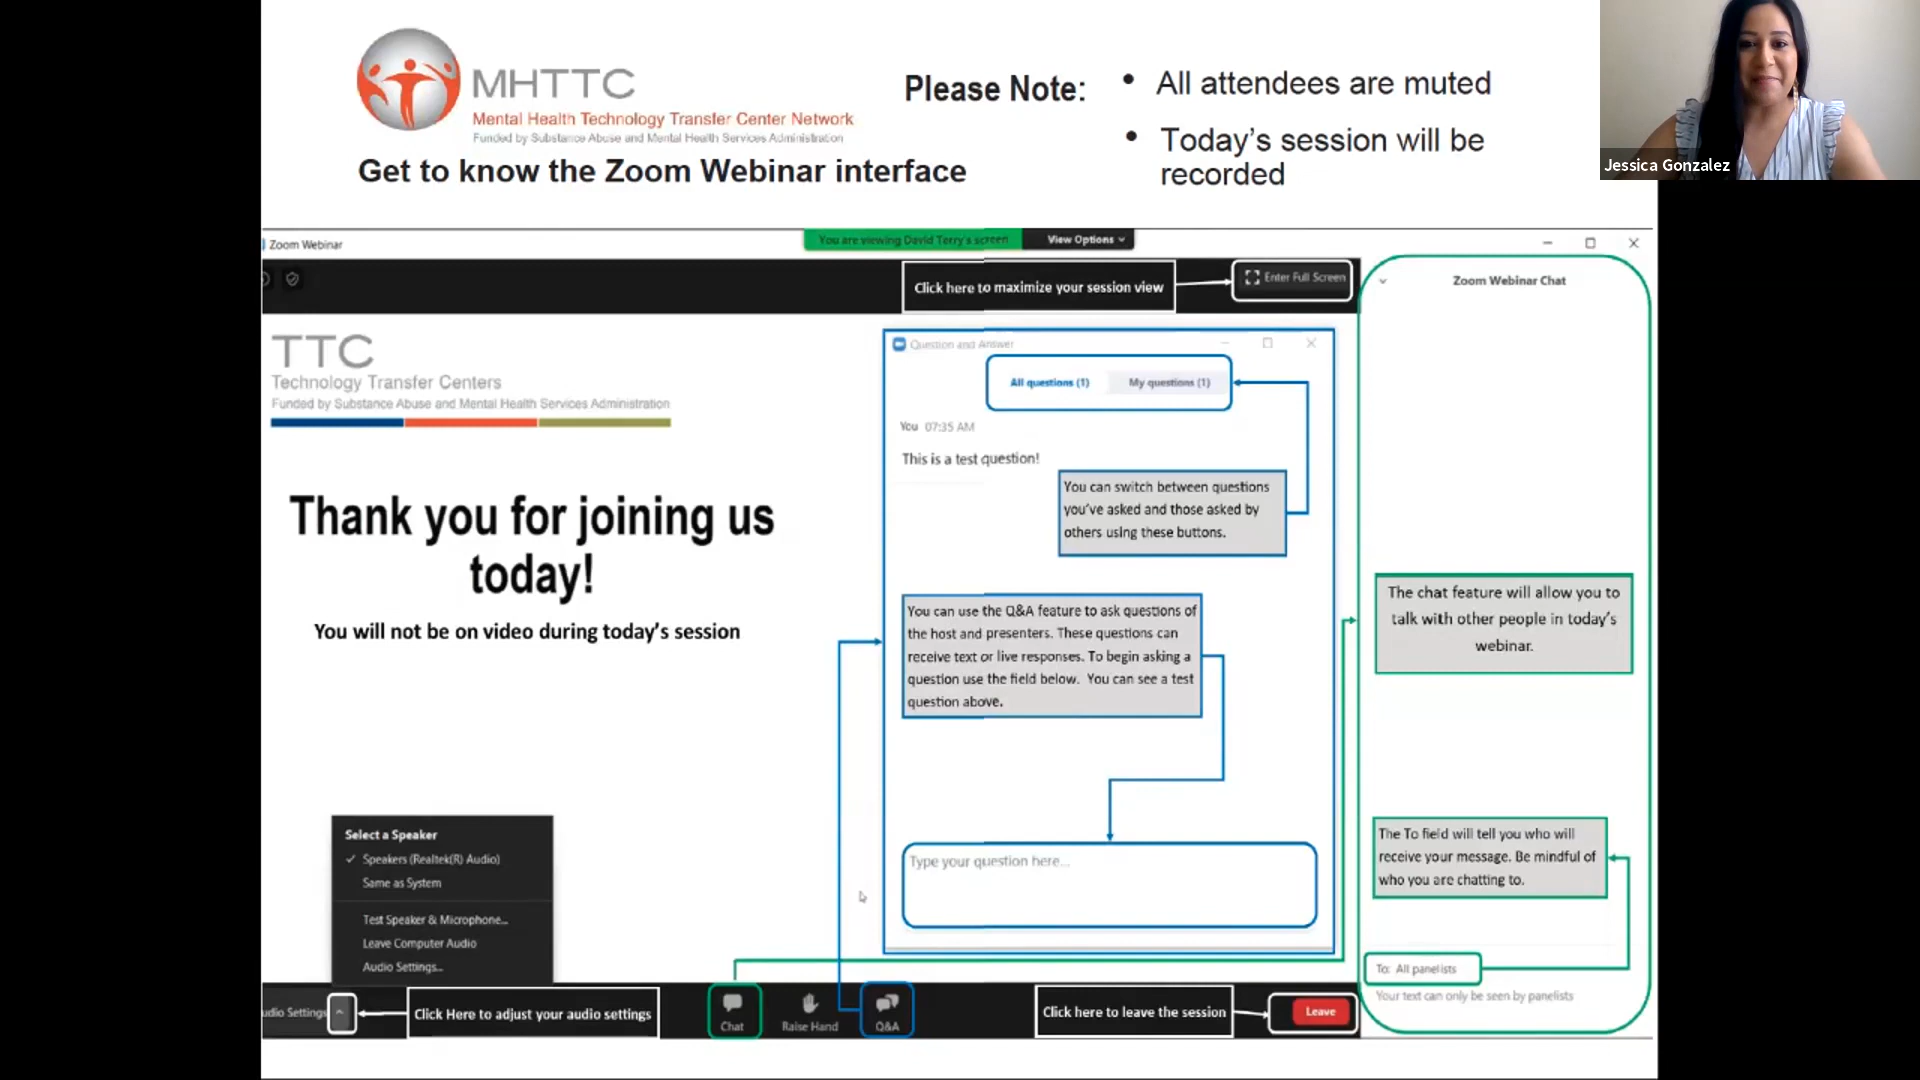 MHTTC
Mental Health Technology Transfer Center Network
Funded by Substance Abuse and Mental Health Services Administration
Get to know the Zoom Webinar interface
Please Note:
• All attendees are muted
• Today's session will be
recorded
Jessica Gonzalez
Zoom Webinar
You are viewing David Terry's screen
View Options
Click here to maximize your session view
Enter Full Screen
Zoom Webinar Chat
TTC
Technology Transfer Centers
Funded by Substance Abuse and Mental Health Services Administration
Thank you for joining us
today!
You will not be on video during today's session
Question and Answer
All questions (1)
My questions (1)
You 07:35 AM
This is a test question!
You can switch between questions
you've asked and those asked by
others using these buttons.
You can use the Q&A feature to ask questions of
the host and presenters. These questions can
receive text or live responses. To begin asking a
question use the field below. You can see a test
question above.
Type your question here...
The chat feature will allow you to
talk with other people in today's
webinar.
The To field will tell you who will
receive your message. Be mindful of
who you are chatting to.
To: All panelists
Your text can only be seen by panelists
Select a Speaker
✓ Speakers (Realtek(R) Audio)
Same as System
Test Speaker & Microphone...
Leave Computer Audio
Audio Settings...
udio Settings
Click Here to adjust your audio settings
Chat
Raise Hand
Q&A
Click here to leave the session
Leave